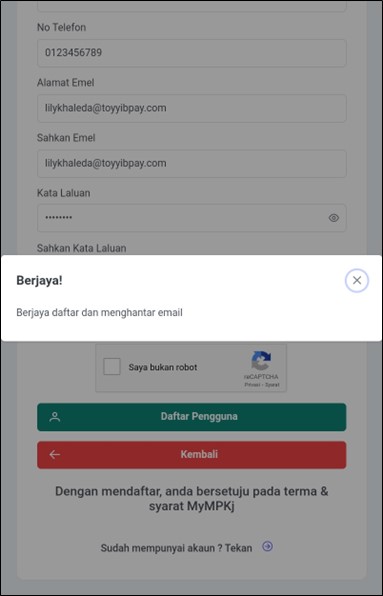 No Telefon
0123456789
Alamat Emel
lilykhaleda@toyyibpay.com
Sahkan Emel
lilykhaleda@toyyibpay.com
Kata Laluan
••••••••
Sahkan Kata Laluan
Berjaya!
Berjaya daftar dan menghantar email
Saya bukan robot
reCAPTCHA
Privasi - Syarat
Daftar Pengguna
Kembali
Dengan mendaftar, anda bersetuju pada terma &
syarat MyMPKj
Sudah mempunyai akaun ? Tekan